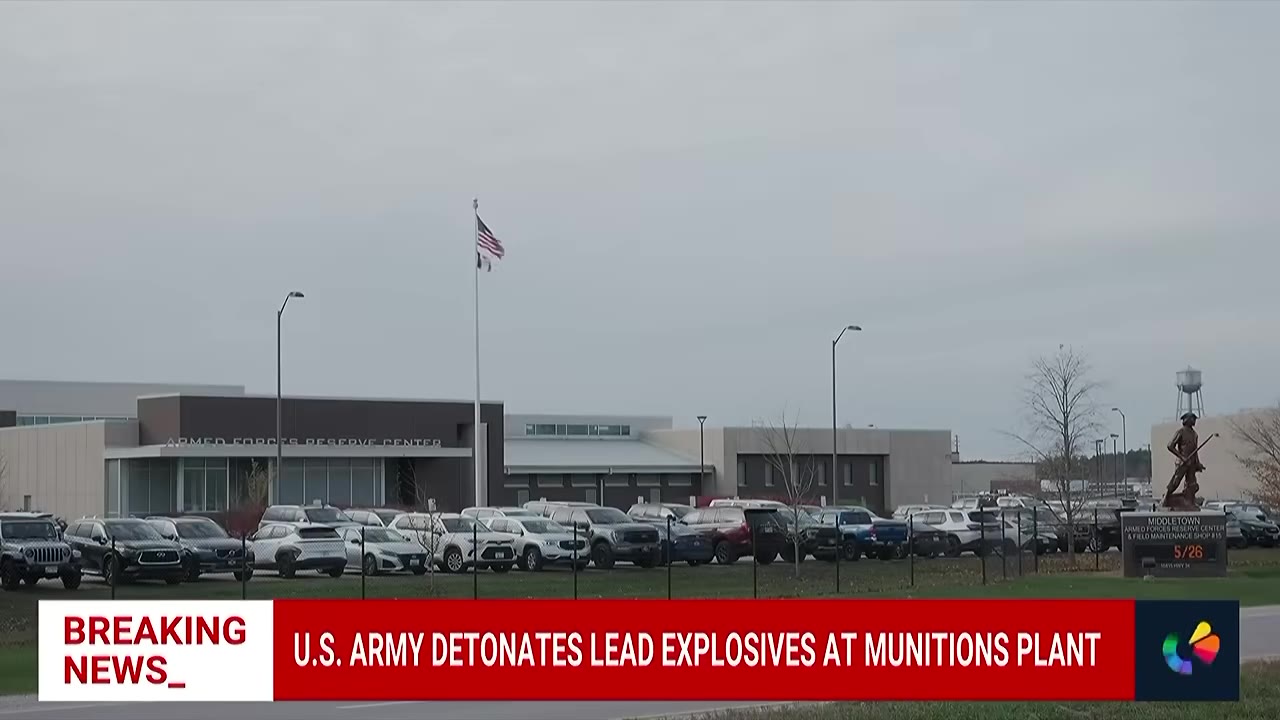 ARMED FORCES RESERVE CENTER
MIDDLETOWN
ARMED FORCES RESERVE CENTER
& FIELD MAINTENANCE SHOP #15
5/26
BREAKING
NEWS_
U.S. ARMY DETONATES LEAD EXPLOSIVES AT MUNITIONS PLANT